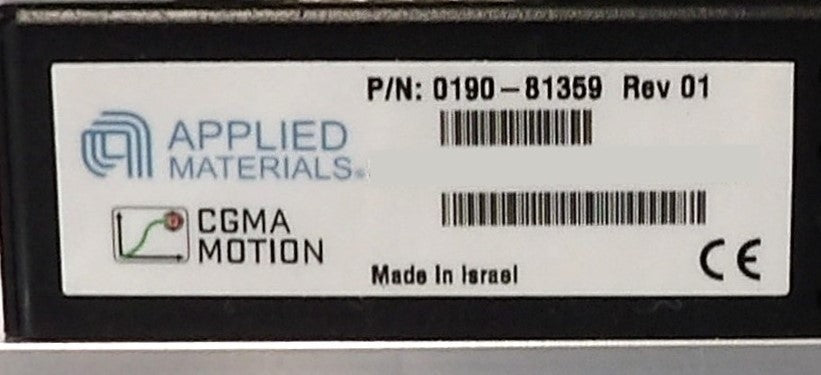 P/N: 0190-81359 Rev 01
APPLIED
MATERIALS®
CGMA
MOTION
Made In Israel
CE